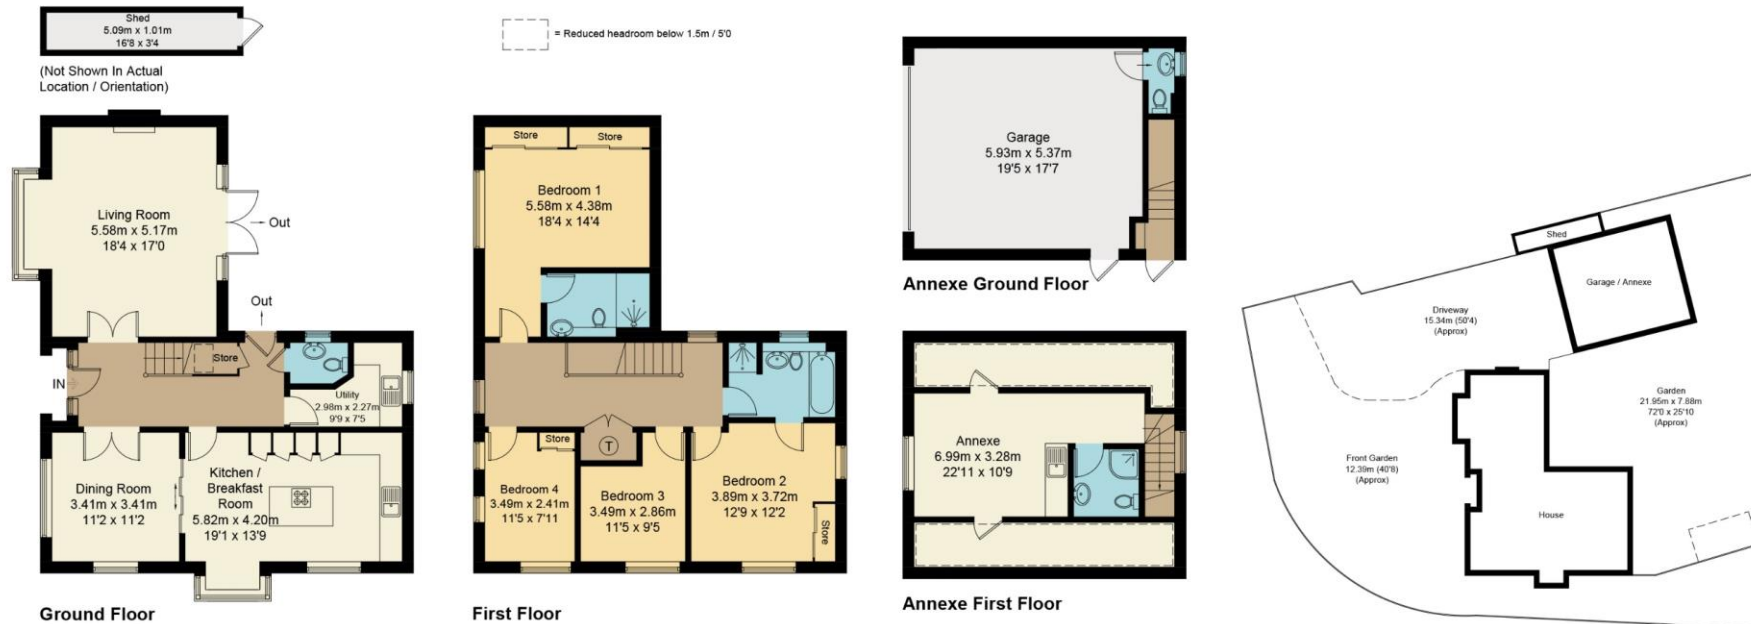 Shed
5.09m x 1.01m
16'8 x 3'4
(Not Shown In Actual
Location / Orientation)
= Reduced headroom below 1.5m / 5'0
Living Room
5.58m x 5.17m
18'4 x 17'0
Out
Out
IN
Store
Utility
2.98m x 2.27m
9'9 x 7'5
Dining Room
3.41m x 3.41m
11'2 x 11'2
Kitchen /
Breakfast
Room
5.82m x 4.20m
19'1 x 13'9
Ground Floor
Store
Store
Bedroom 1
5.58m x 4.38m
18'4 x 14'4
T
Store
Bedroom 4
3.49m x 2.41m
11'5 x 7'11
Bedroom 3
3.49m x 2.86m
11'5 x 9'5
Bedroom 2
3.89m x 3.72m
12'9 x 12'2
Store
First Floor
Garage
5.93m x 5.37m
19'5 x 17'7
Annexe Ground Floor
Annexe
6.99m x 3.28m
22'11 x 10'9
Annexe First Floor
Shed
Garage / Annexe
Driveway
15.34m (50'4)
(Approx)
Garden
21.95m x 7.88m
72'0 x 25'10
(Approx)
Front Garden
12.39m (40'8)
(Approx)
House